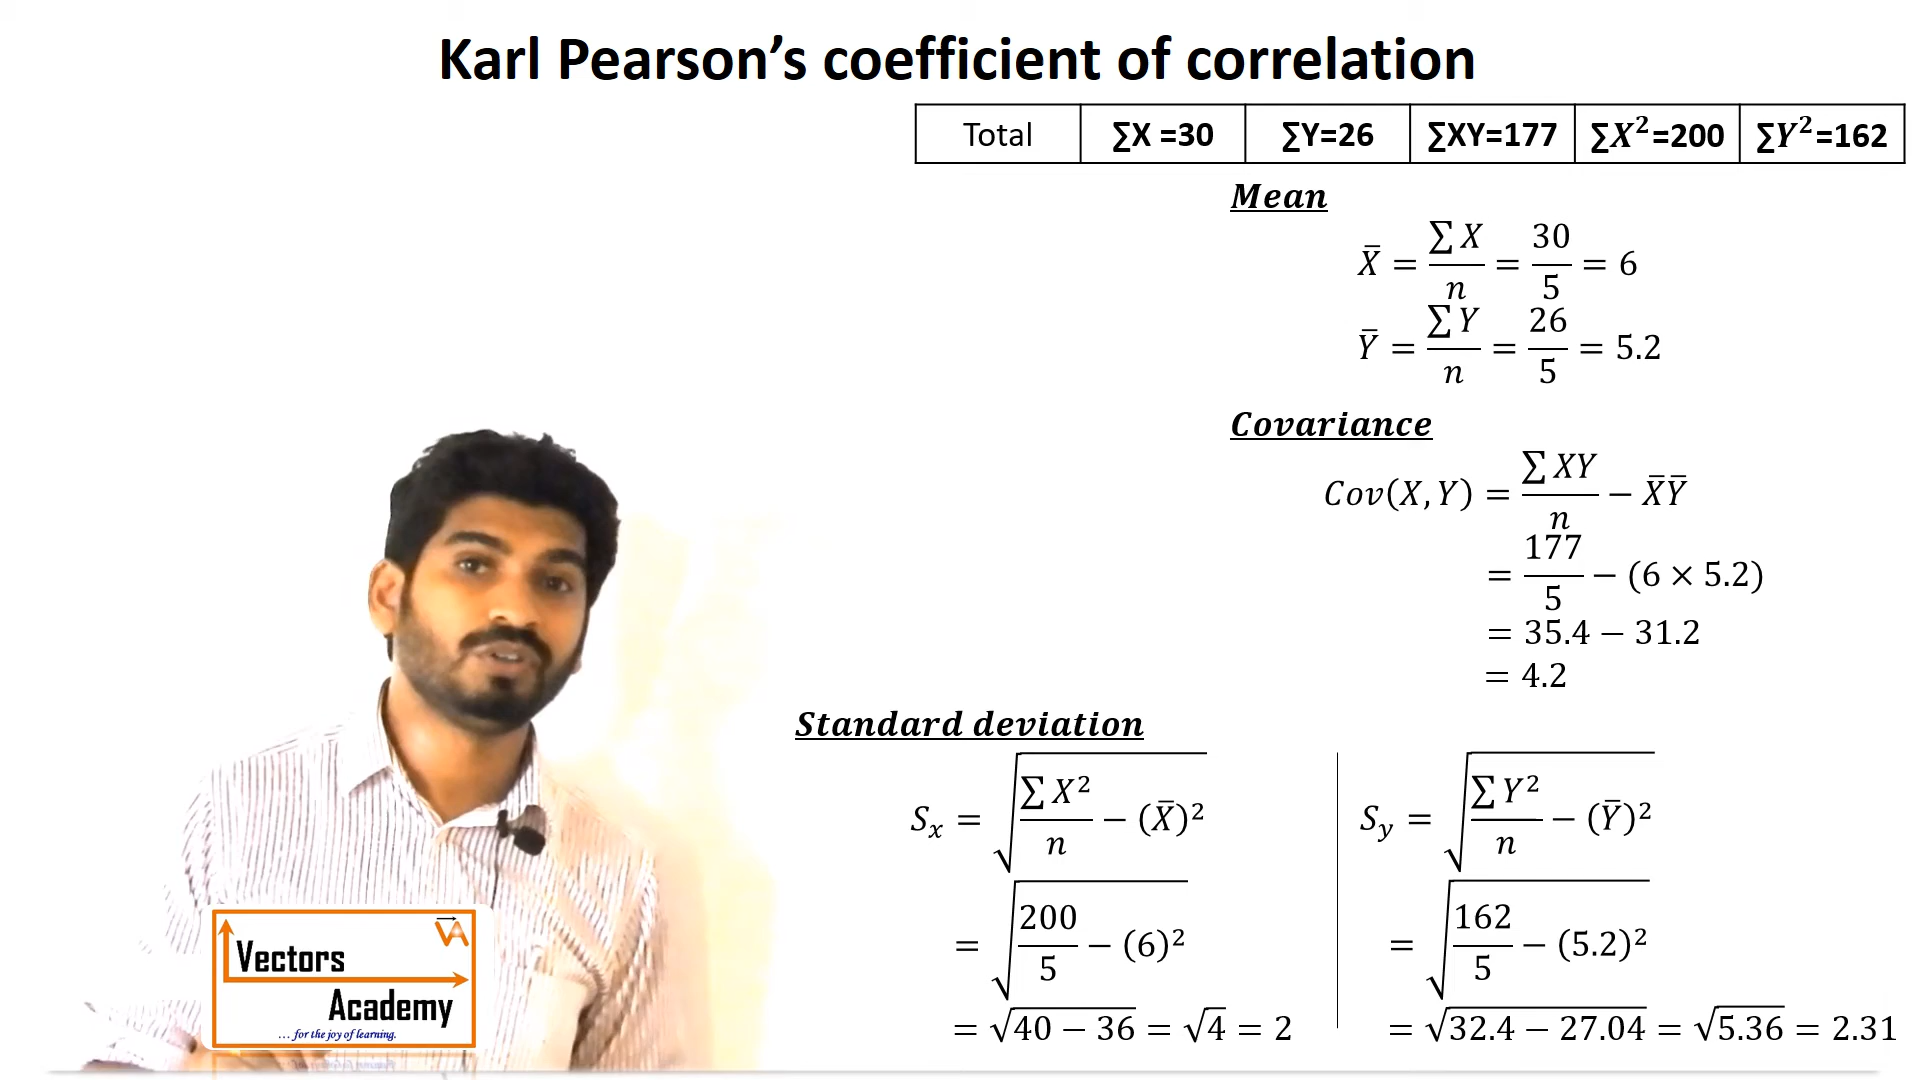 Karl Pearson’s coefficient of correlation
Total ∑X =30 ∑Y=26 ∑XY=177 ∑X²=200 ∑Y²=162
Mean
X̄ = ∑X/n = 30/5 = 6
Ȳ = ∑Y/n = 26/5 = 5.2
Covariance
Cov(X,Y) = ∑XY/n − X̄Ȳ
= 177/5 − (6 × 5.2)
= 35.4 − 31.2
= 4.2
Standard deviation
Sₓ = √(∑X²/n − (X̄)²)
= √(200/5 − (6)²)
= √(40 − 36) = √4 = 2
S_y = √(∑Y²/n − (Ȳ)²)
= √(162/5 − (5.2)²)
= √(32.4 − 27.04) = √5.36 = 2.31
VA
Vectors
Academy
... for the joy of learning.